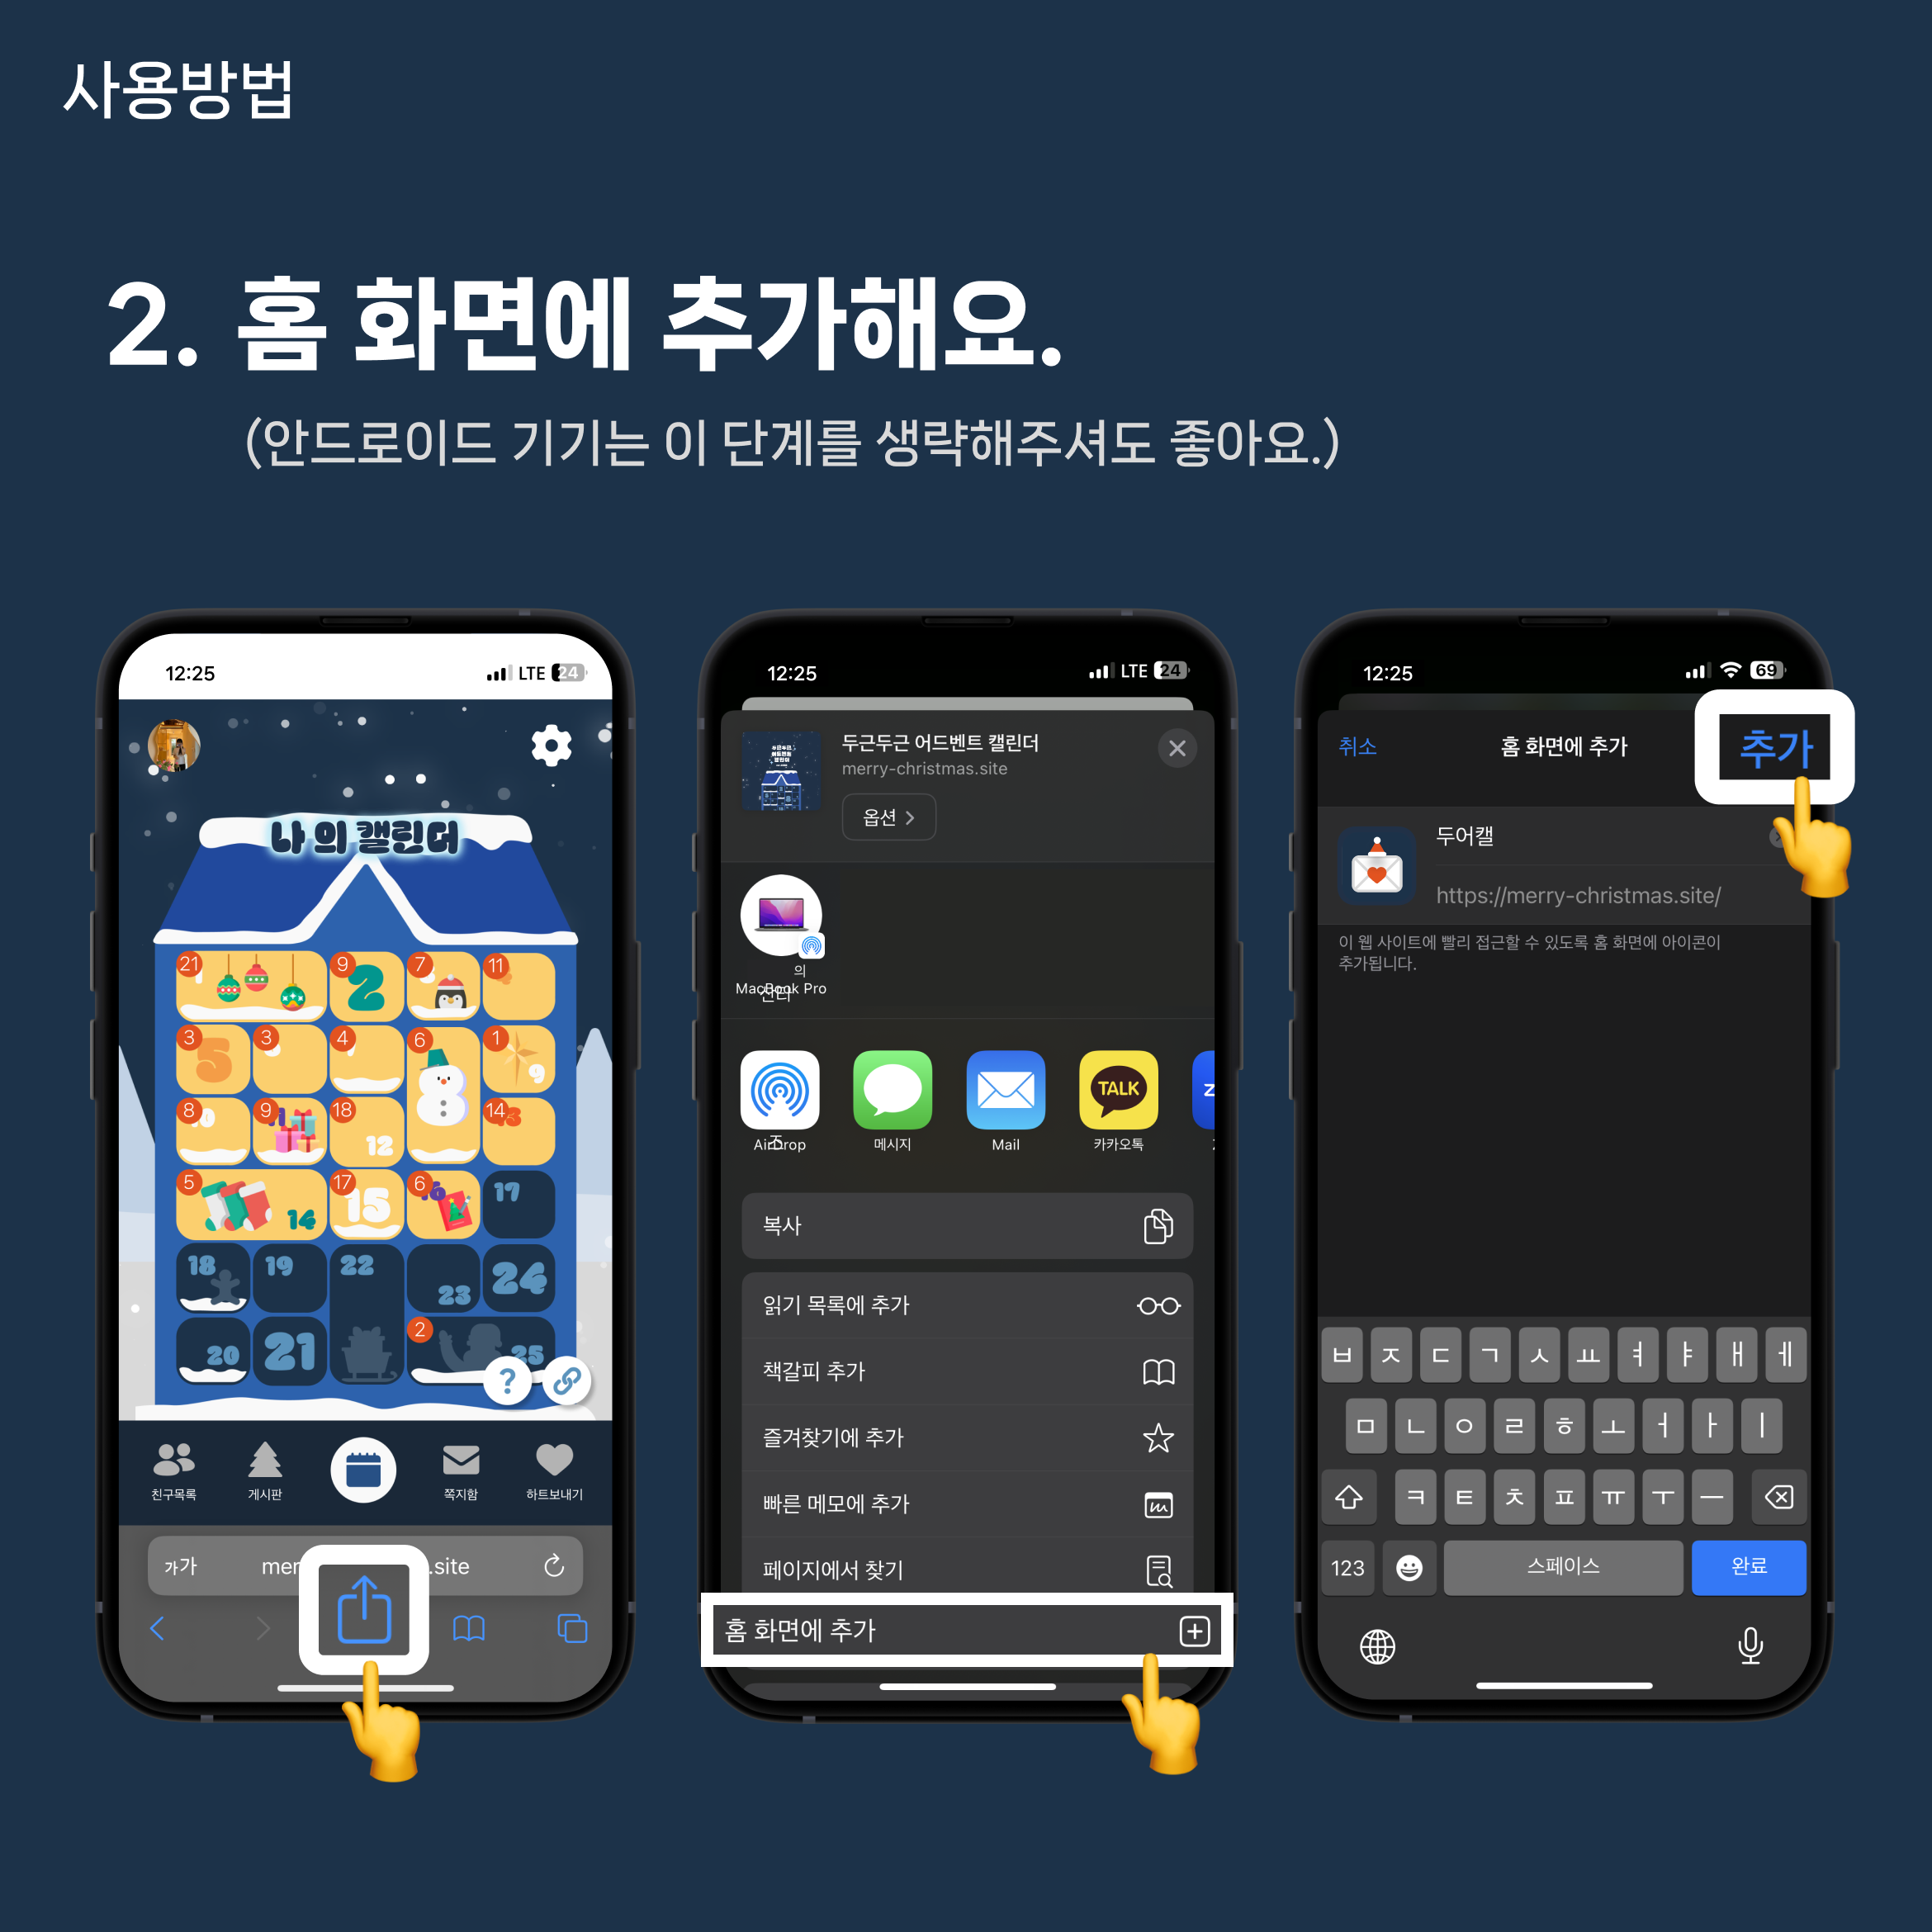 사용방법
2. 홈 화면에 추가해요.
(안드로이드 기기는 이 단계를 생략해주셔도 좋아요.)
12:25
LTE 24
나의 캘린더
21
9
2
7
11
3
5
3
4
6
1
9
8
10
9
11
18
12
14
5
14
17
15
6
16
17
18
19
22
23
24
20
21
2
25
?
친구목록
게시판
쪽지함
하트보내기
가가
mer
.site
12:25
LTE 24
두근두근 어드벤트 캘린더
merry-christmas.site
옵션
의
MacBook Pro
AirDrop
메시지
Mail
TALK
카카오톡
복사
읽기 목록에 추가
책갈피 추가
즐겨찾기에 추가
빠른 메모에 추가
페이지에서 찾기
홈 화면에 추가
12:25
69
취소
홈 화면에 추가
추가
두어캘
https://merry-christmas.site/
이 웹 사이트에 빨리 접근할 수 있도록 홈 화면에 아이콘이
추가됩니다.
ㅂ ㅈ ㄷ ㄱ ㅅ ㅛ ㅕ ㅑ ㅐ ㅔ
ㅁ ㄴ ㅇ ㄹ ㅎ ㅗ ㅓ ㅏ ㅣ
ㅋ ㅌ ㅊ ㅍ ㅠ ㅜ ㅡ
123
스페이스
완료